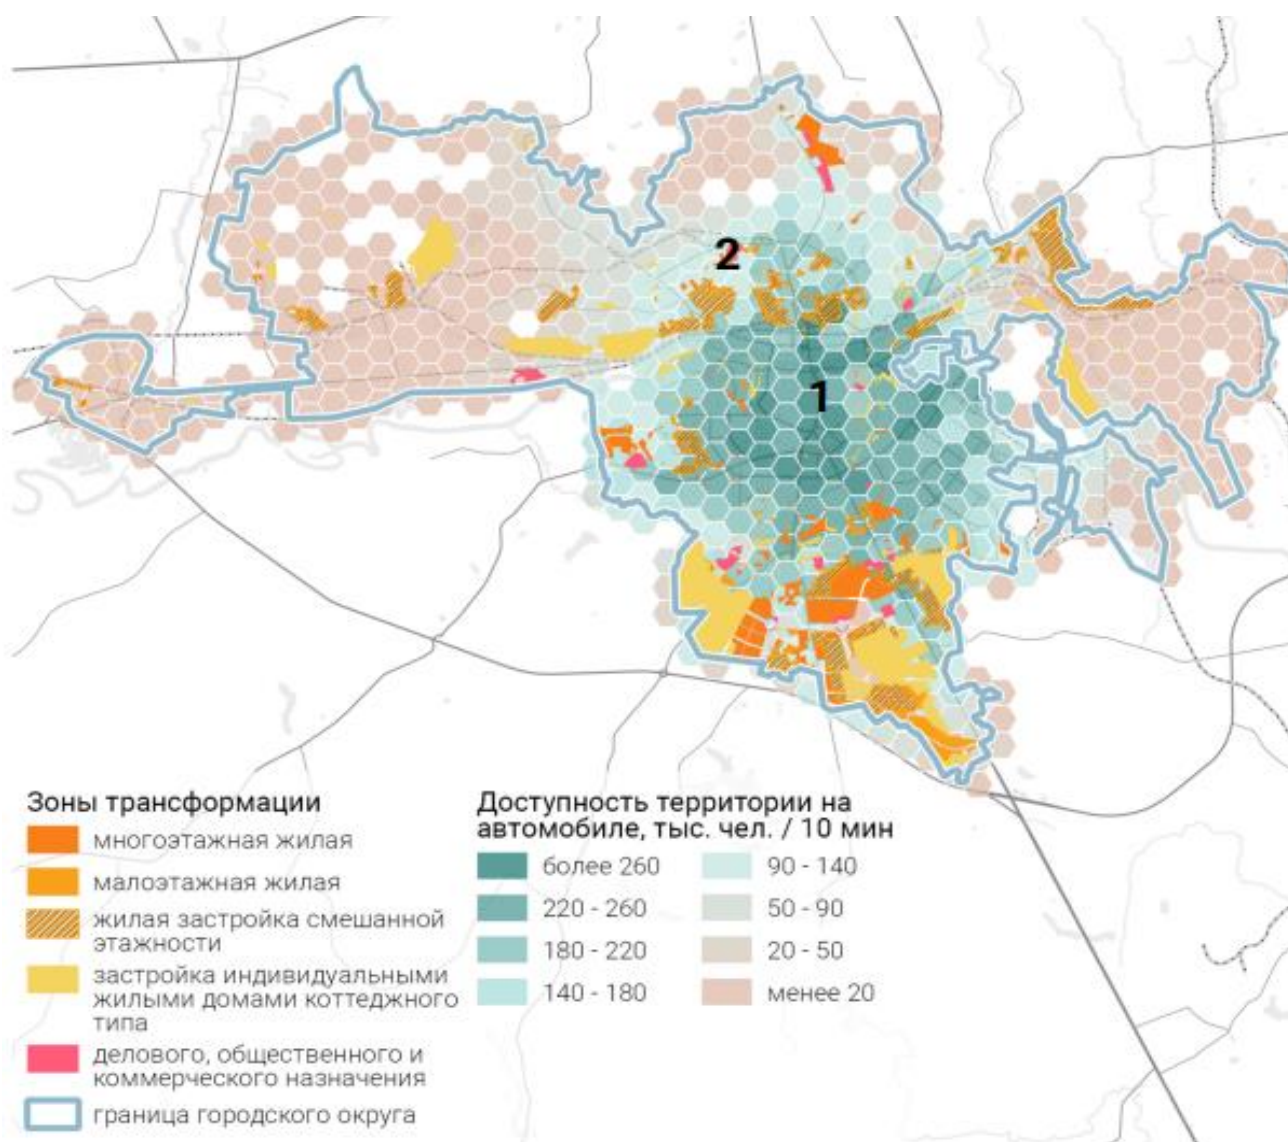 2
1
Зоны трансформации
многоэтажная жилая
малоэтажная жилая
жилая застройка смешанной
этажности
застройка индивидуальными
жилыми домами коттеджного
типа
делового, общественного и
коммерческого назначения
граница городского округа
Доступность территории на
автомобиле, тыс. чел. / 10 мин
более 260
220 - 260
180 - 220
140 - 180
90 - 140
50 - 90
20 - 50
менее 20